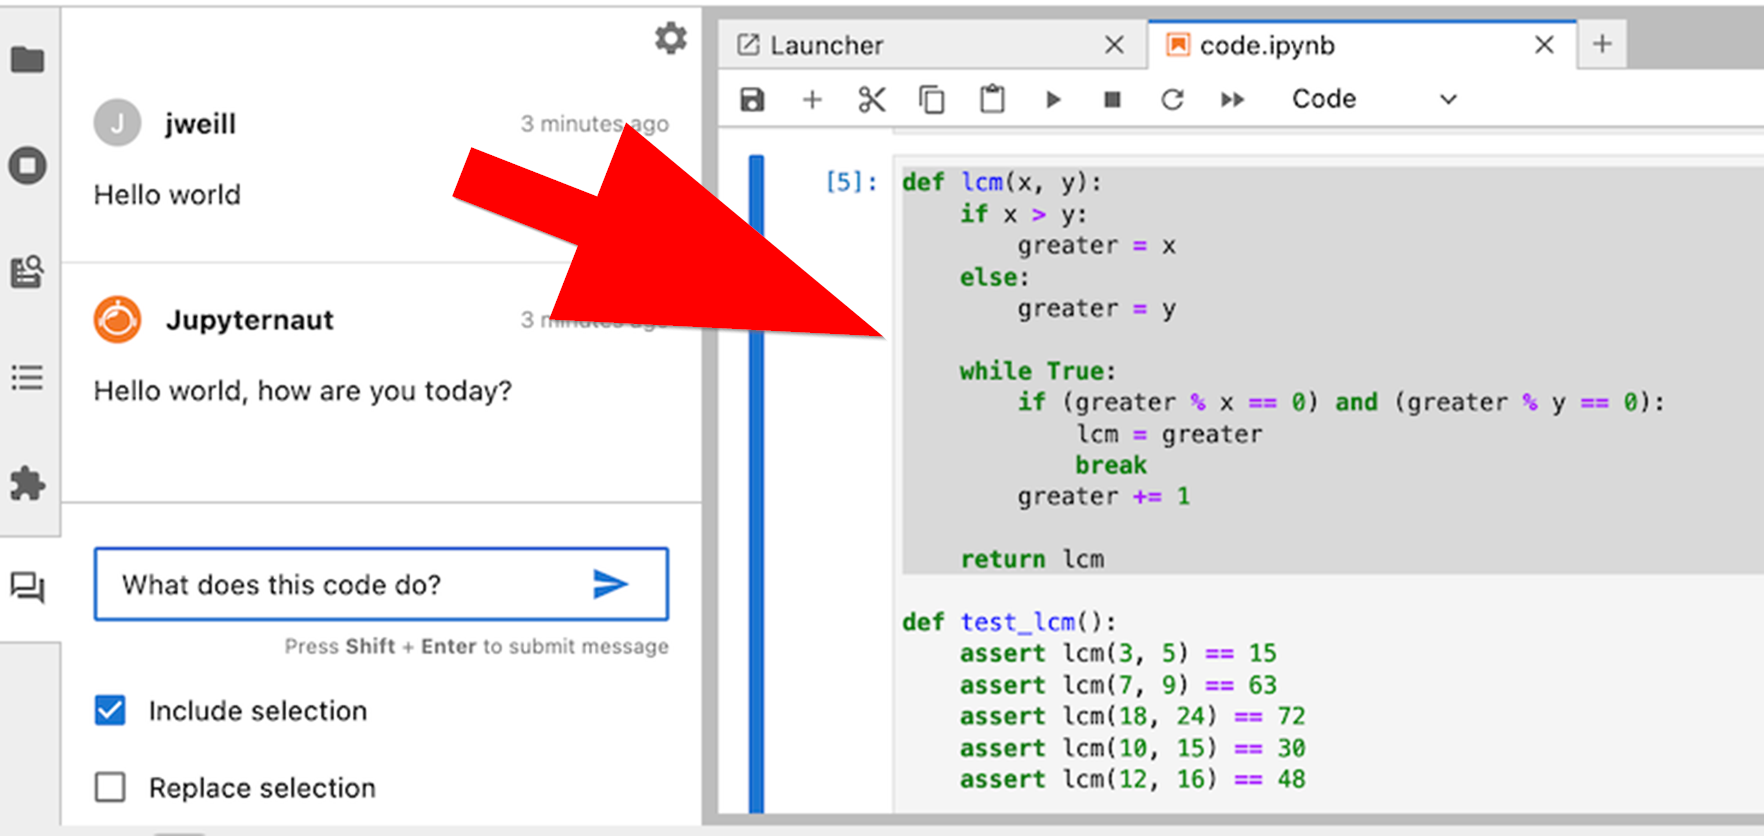 J jweill 3 minutes ago
Hello world
Jupyternaut 3 minutes ago
Hello world, how are you today?
What does this code do?
Press Shift + Enter to submit message
Include selection
Replace selection
Launcher
code.ipynb
Code
[5]:
def lcm(x, y):
    if x > y:
        greater = x
    else:
        greater = y

    while True:
        if (greater % x == 0) and (greater % y == 0):
            lcm = greater
            break
        greater += 1

    return lcm

def test_lcm():
    assert lcm(3, 5) == 15
    assert lcm(7, 9) == 63
    assert lcm(18, 24) == 72
    assert lcm(10, 15) == 30
    assert lcm(12, 16) == 48